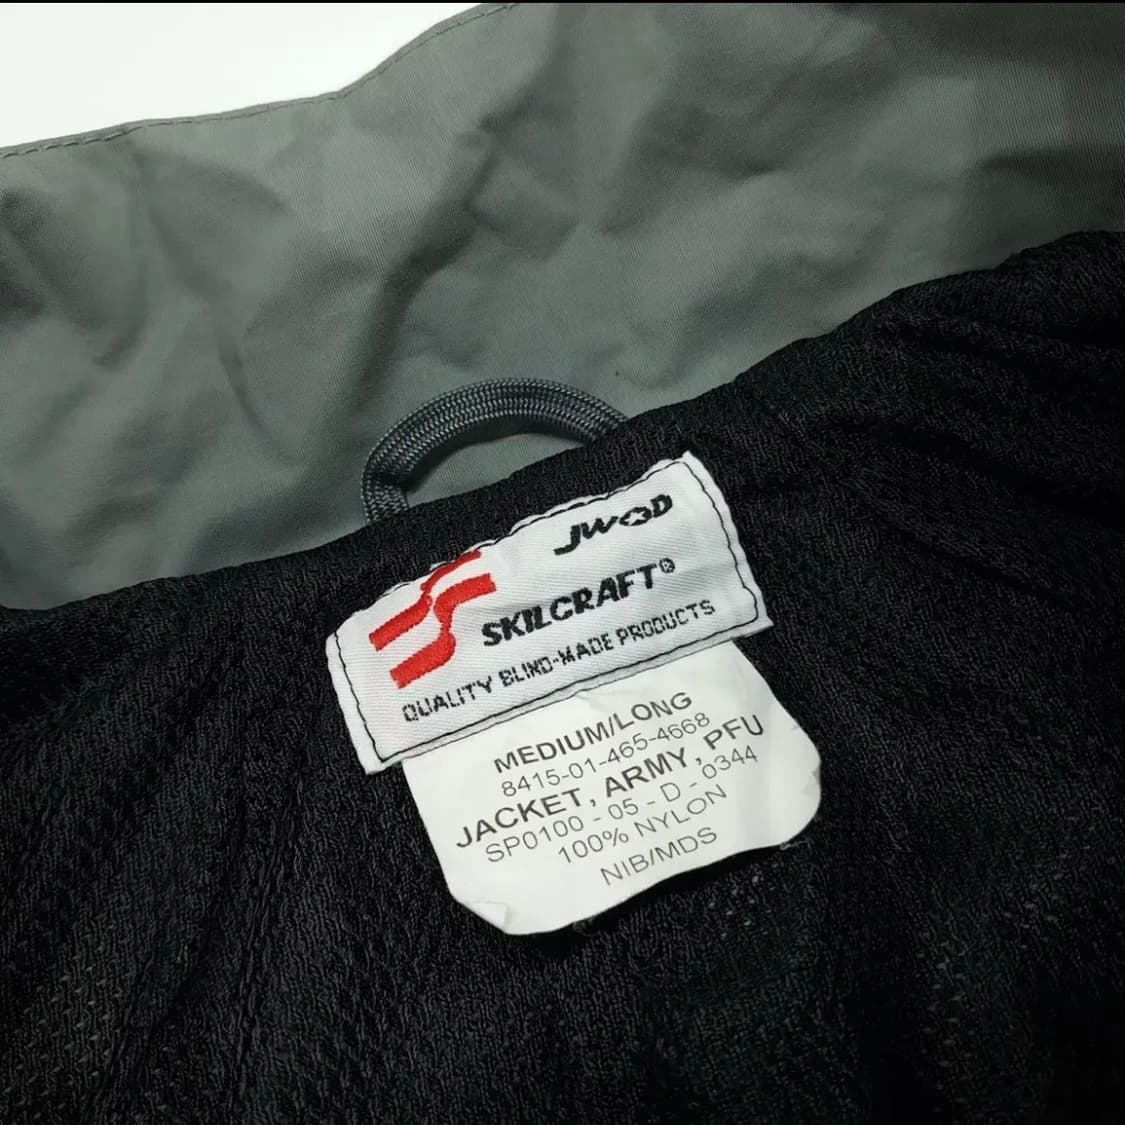 JWOD
SKILCRAFT®
QUALITY BLIND-MADE PRODUCTS
MEDIUM/LONG
8415-01-465-4668
JACKET, ARMY, PFU
SP0100 - 05 - D - 0344
100% NYLON
NIB/MDS